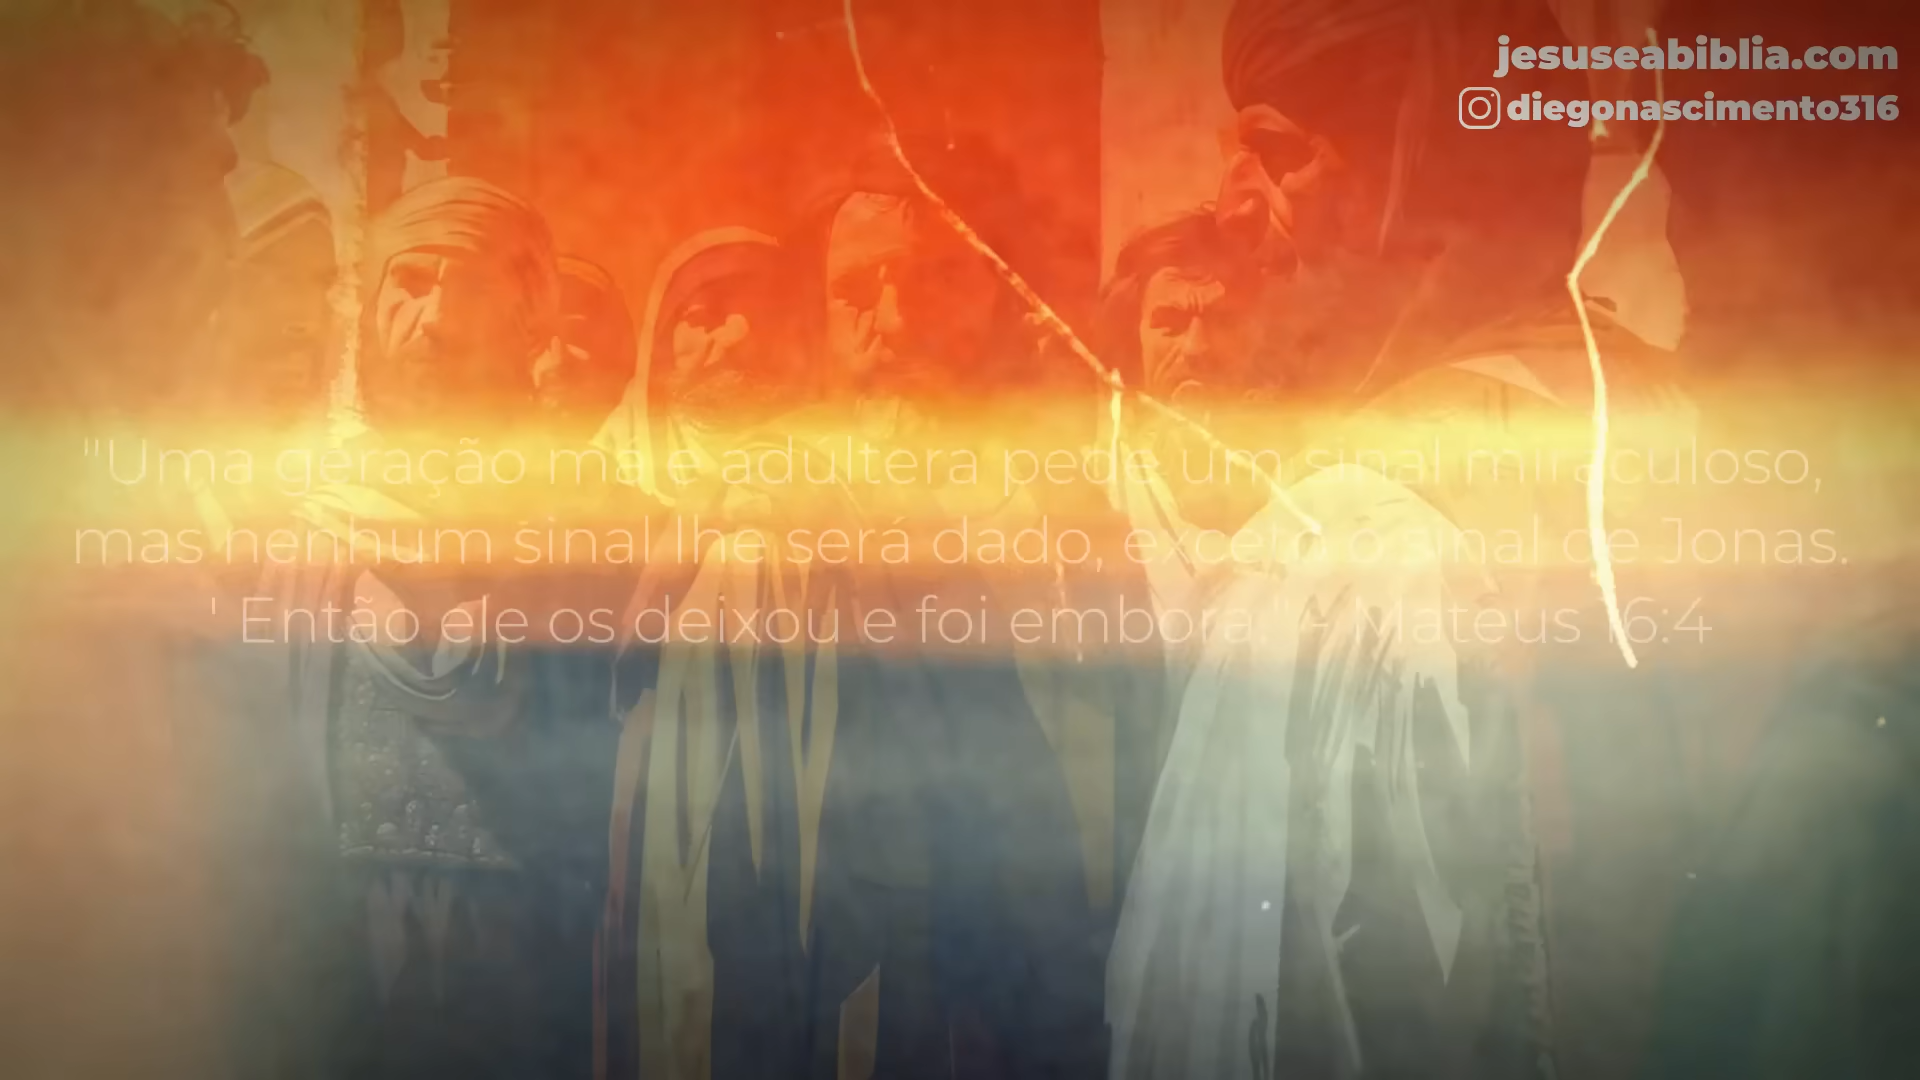 jesuseabiblia.com
diegonascimento316
"Uma geração má e adúltera pede um sinal miraculoso,
mas nenhum sinal lhe será dado, exceto o sinal de Jonas.
' Então ele os deixou e foi embora." - Mateus 16:4